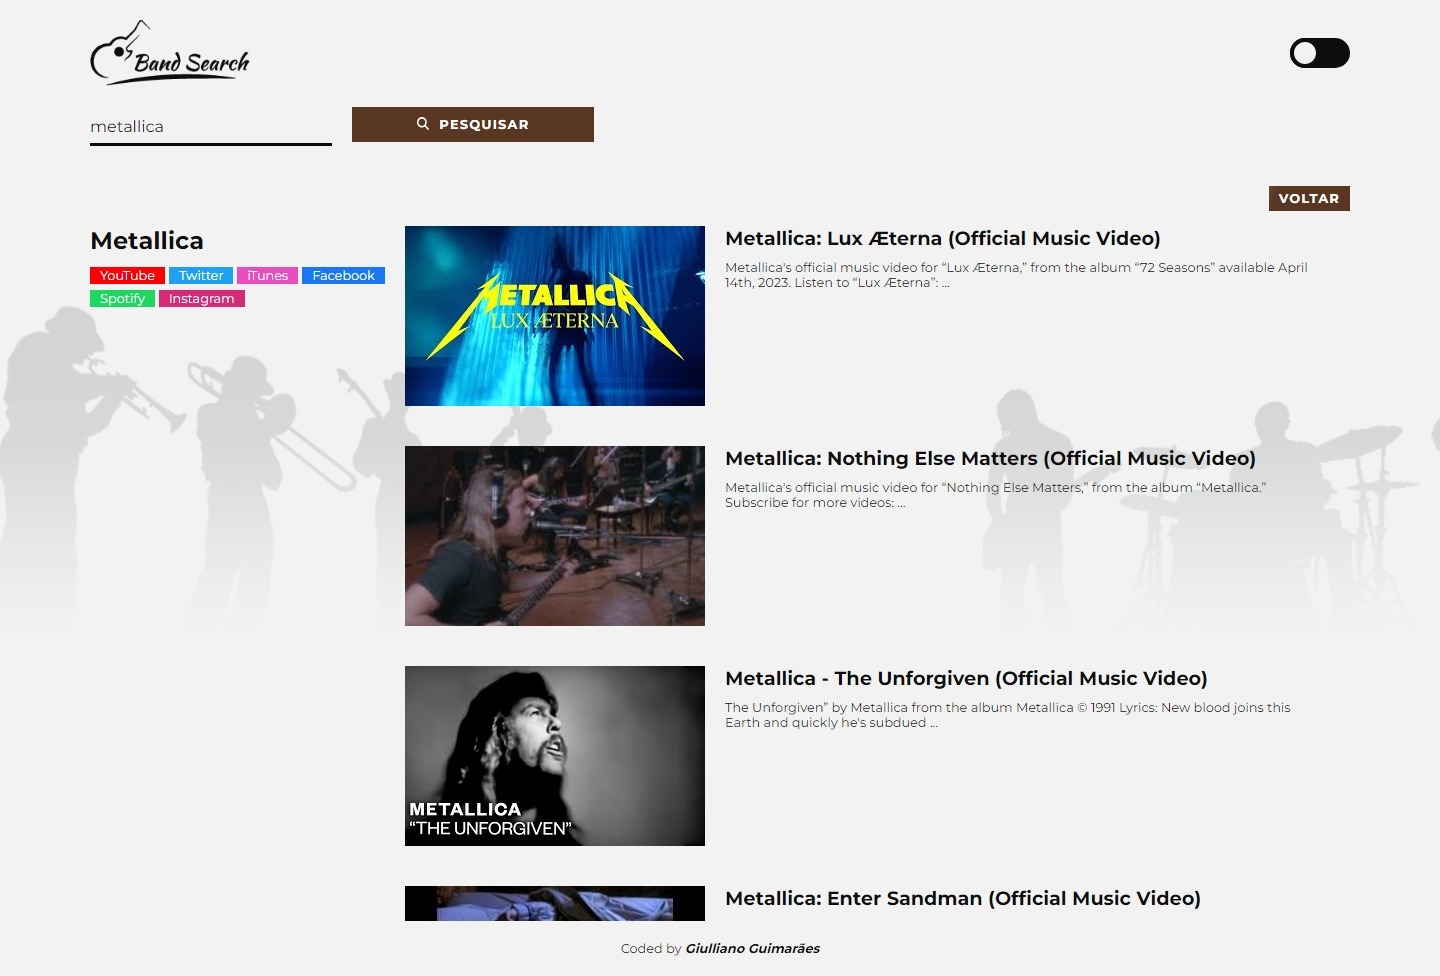 Band Search
metallica
PESQUISAR
VOLTAR
Metallica
YouTube Twitter iTunes Facebook
Spotify Instagram
METALLICA
LUX ÆTERNA
Metallica: Lux Æterna (Official Music Video)
Metallica's official music video for “Lux Æterna,” from the album “72 Seasons” available April
14th, 2023. Listen to “Lux Æterna”: ...
Metallica: Nothing Else Matters (Official Music Video)
Metallica's official music video for “Nothing Else Matters,” from the album “Metallica.”
Subscribe for more videos: ...
METALLICA
“THE UNFORGIVEN”
Metallica - The Unforgiven (Official Music Video)
The Unforgiven” by Metallica from the album Metallica © 1991 Lyrics: New blood joins this
Earth and quickly he's subdued ...
Metallica: Enter Sandman (Official Music Video)
Coded by Giulliano Guimarães